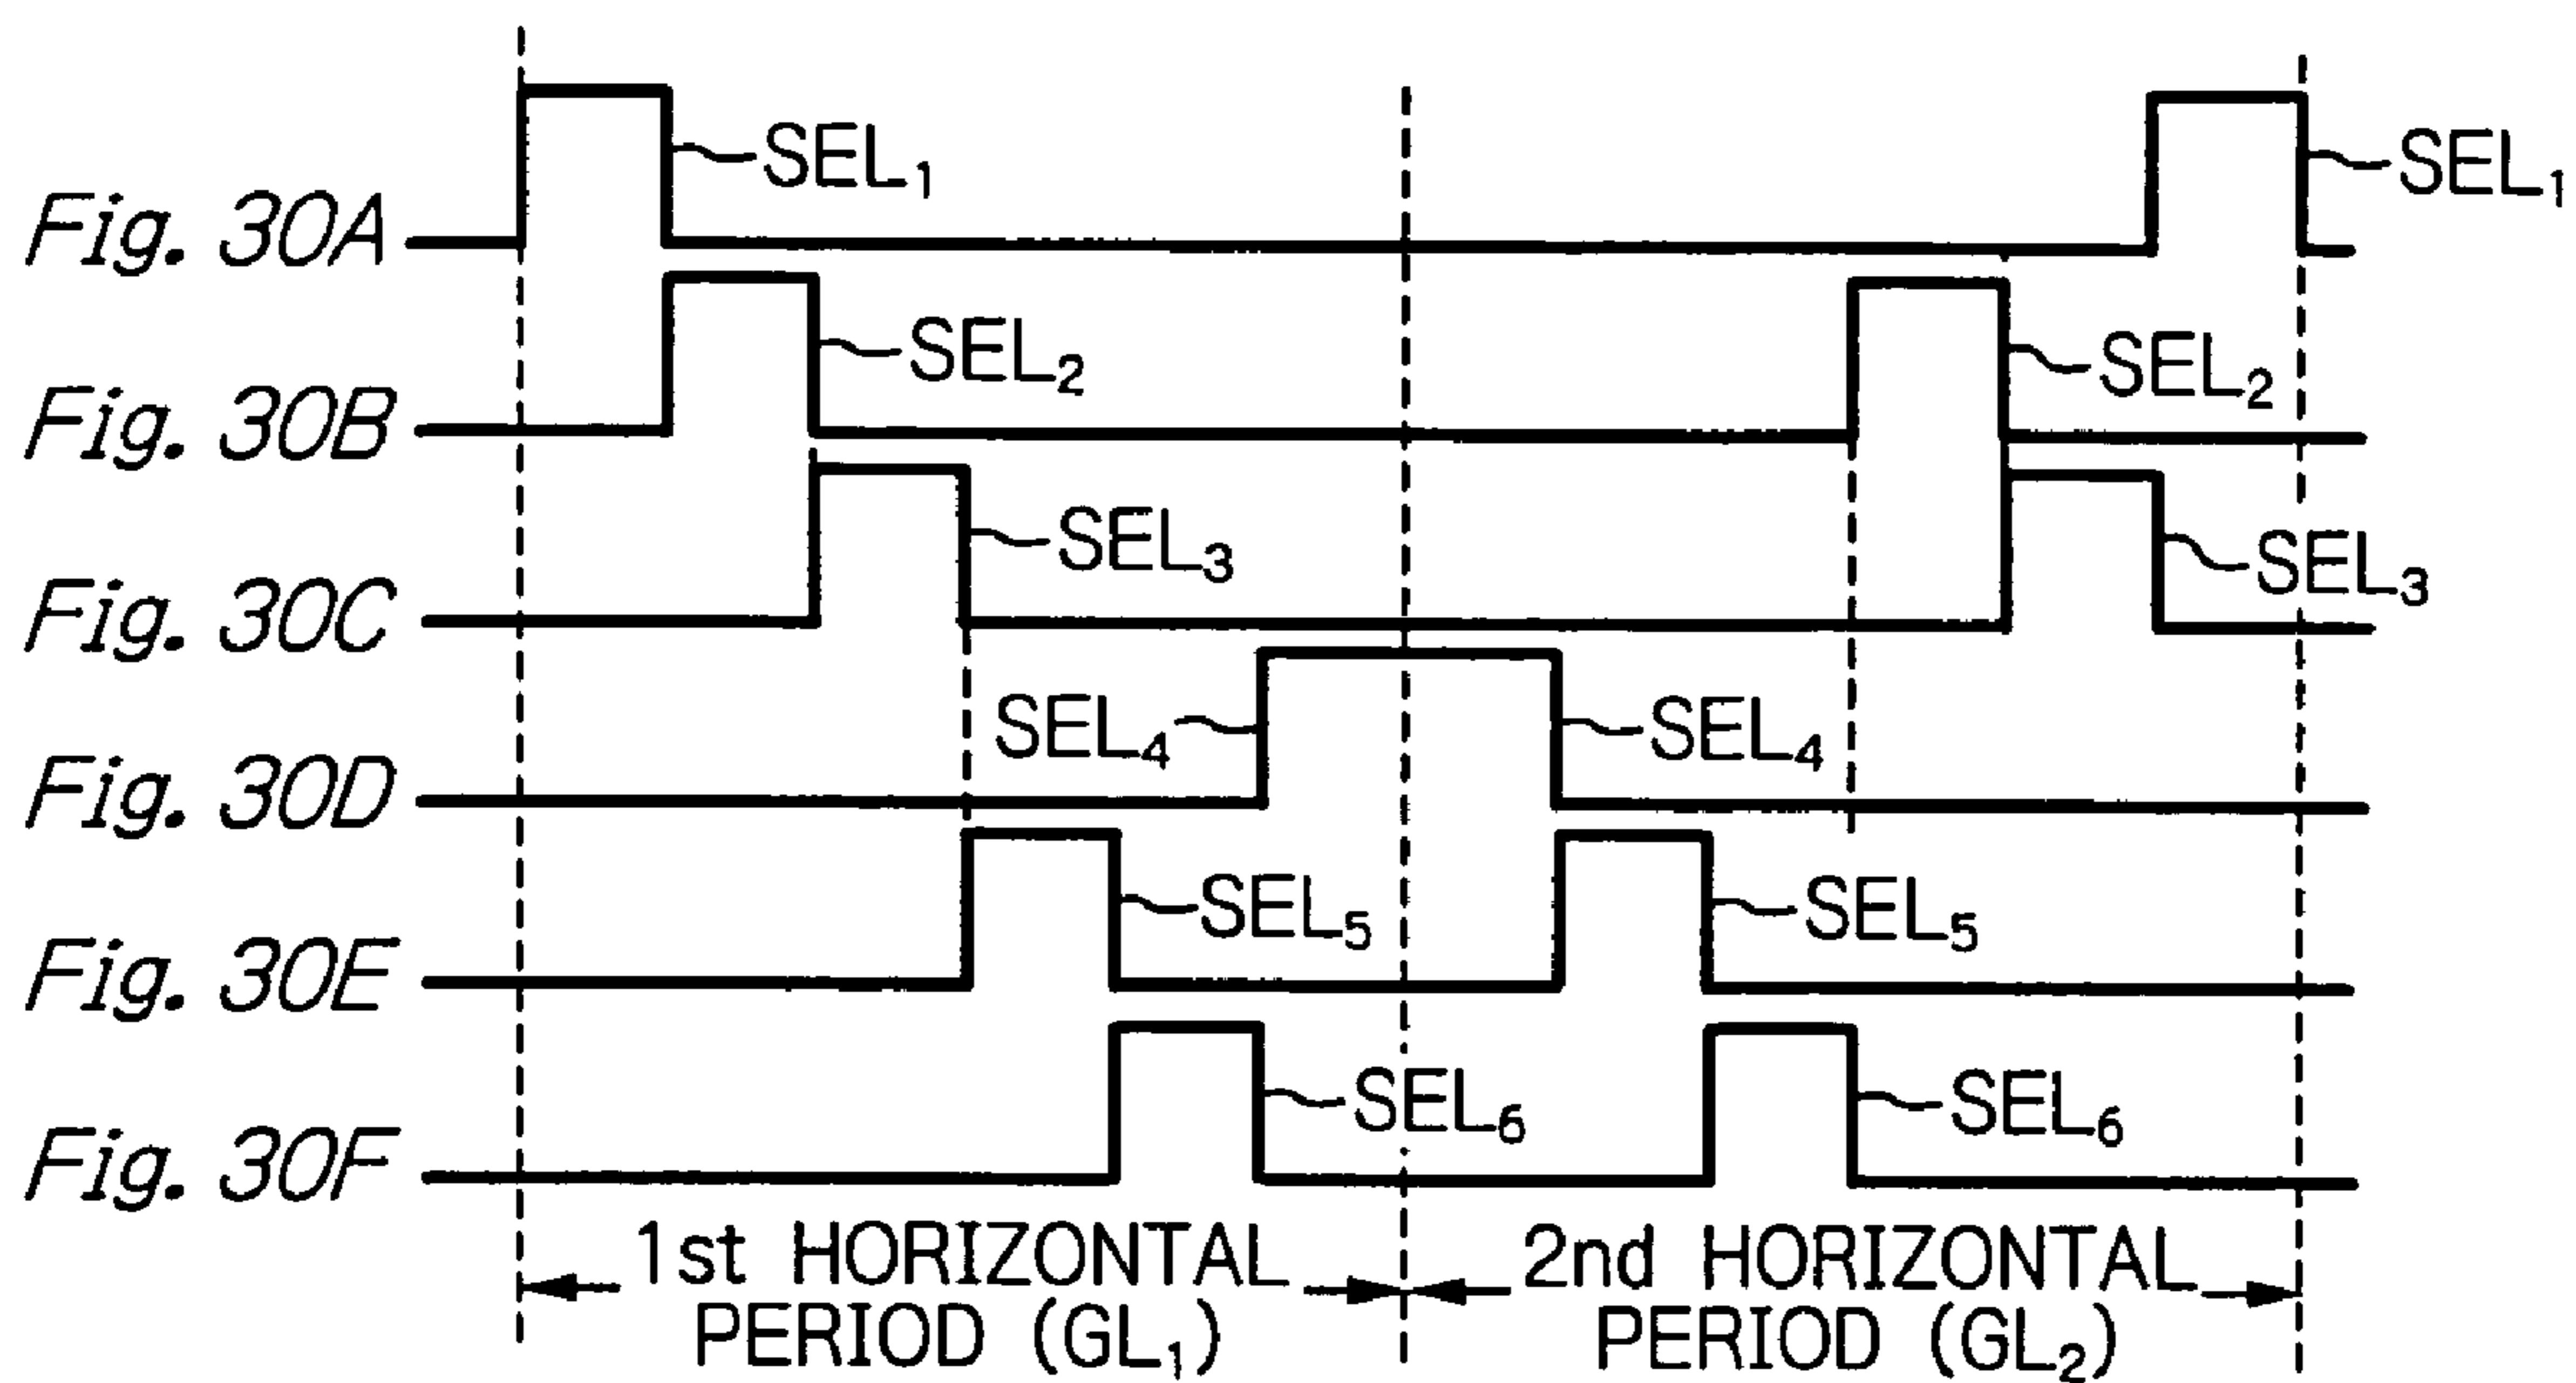 Fig. 30A SEL1 SEL1
Fig. 30B SEL2 SEL2
Fig. 30C SEL3 SEL3
Fig. 30D SEL4 SEL4
Fig. 30E SEL5 SEL5
Fig. 30F SEL6 SEL6
1st HORIZONTAL PERIOD (GL1)
2nd HORIZONTAL PERIOD (GL2)